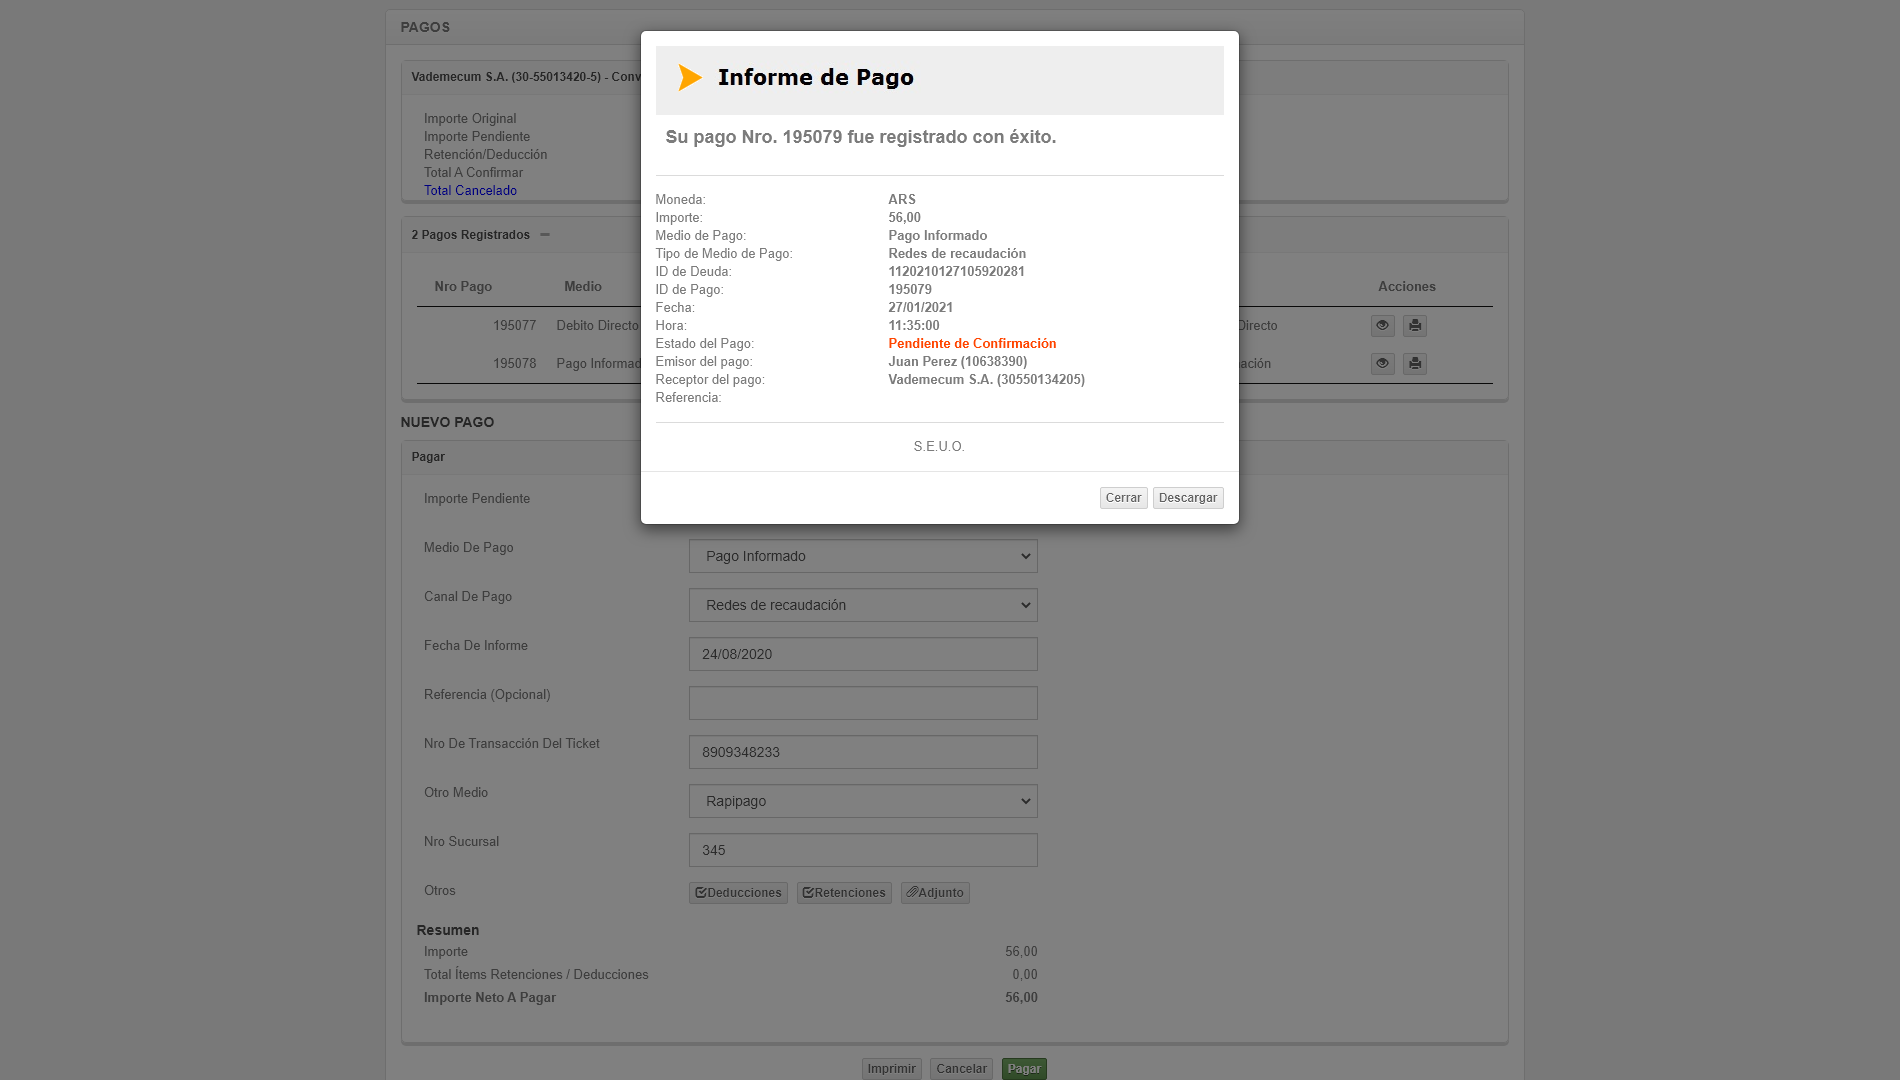 PAGOS
Vademecum S.A. (30-55013420-5) - Conv
Importe Original
Importe Pendiente
Retención/Deducción
Total A Confirmar
Total Cancelado
2 Pagos Registrados
Nro Pago Medio Acciones
195077 Debito Directo Directo
195078 Pago Informad ación
Informe de Pago
Su pago Nro. 195079 fue registrado con éxito.
Moneda: ARS
Importe: 56,00
Medio de Pago: Pago Informado
Tipo de Medio de Pago: Redes de recaudación
ID de Deuda: 1120210127105920281
ID de Pago: 195079
Fecha: 27/01/2021
Hora: 11:35:00
Estado del Pago: Pendiente de Confirmación
Emisor del pago: Juan Perez (10638390)
Receptor del pago: Vademecum S.A. (30550134205)
Referencia:
S.E.U.O.
Cerrar Descargar
NUEVO PAGO
Pagar
Importe Pendiente
Medio De Pago Pago Informado
Canal De Pago Redes de recaudación
Fecha De Informe 24/08/2020
Referencia (Opcional)
Nro De Transacción Del Ticket 8909348233
Otro Medio Rapipago
Nro Sucursal 345
Otros Deducciones Retenciones Adjunto
Resumen
Importe 56,00
Total Ítems Retenciones / Deducciones 0,00
Importe Neto A Pagar 56,00
Imprimir Cancelar Pagar